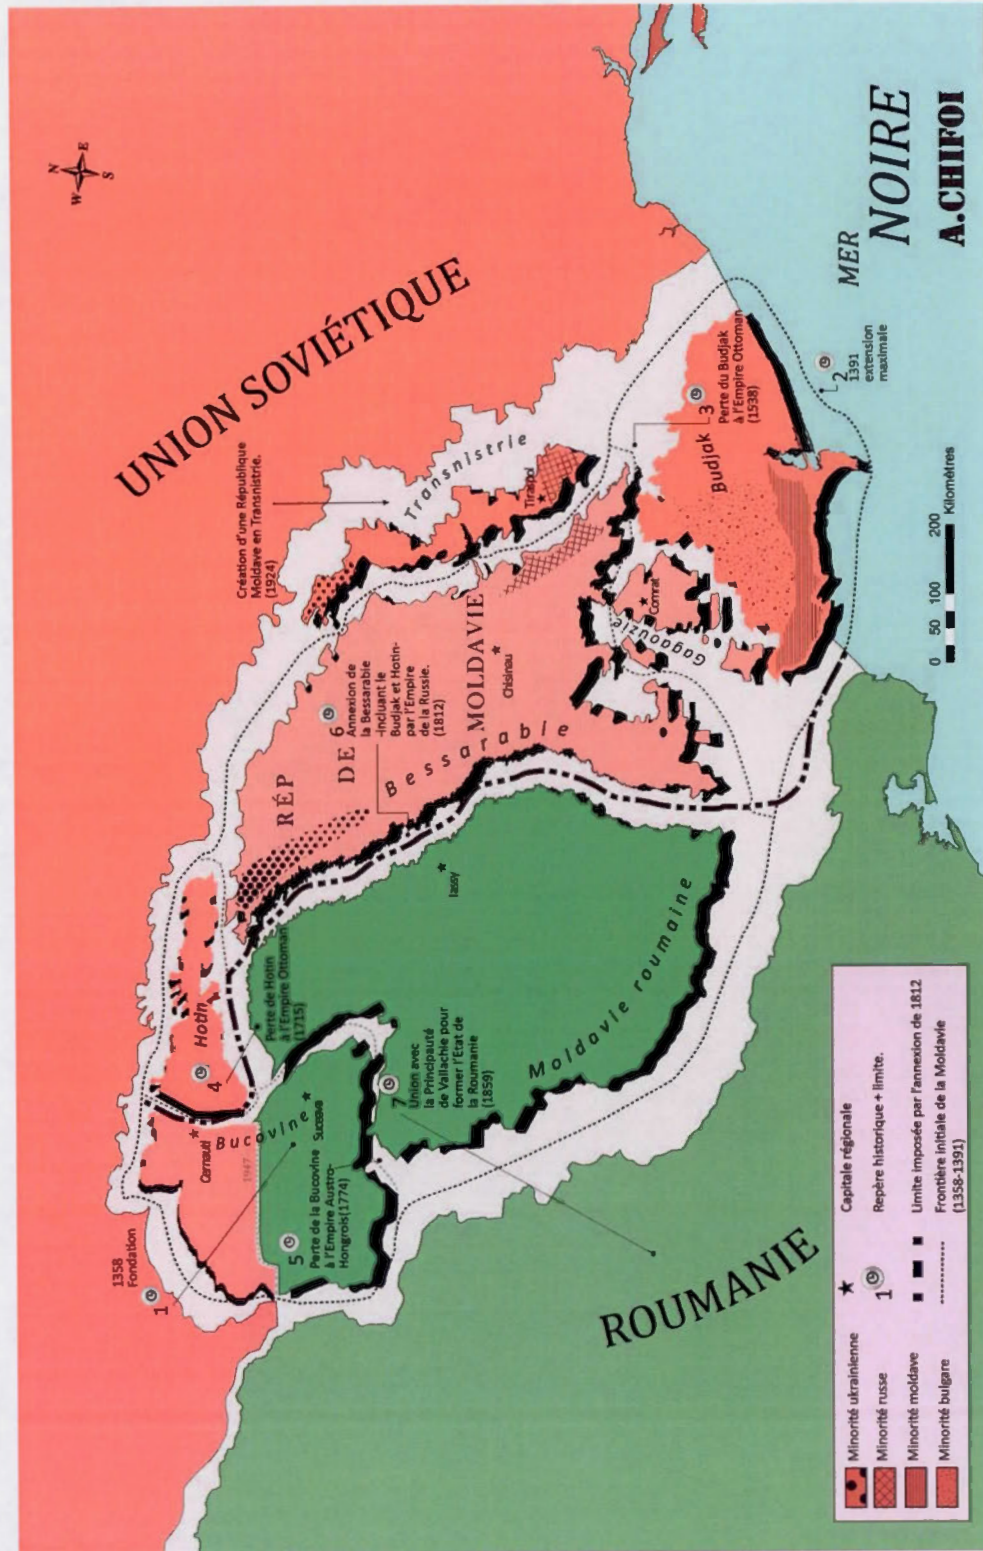 N
W
E
S
UNION SOVIÉTIQUE
1358
Fondation
1
4
Hotin
Cernauti
Bucovine
1947
Suceava
5
Perte de la Bucovine
à l'Empire Austro-
Hongrois(1774)
Perte de Hotin
à l'Empire Ottoman
(1715)
7
Union avec
la Principauté
de Vallachie pour
former l'Etat de
la Roumanie
(1859)
Création d'une République
Moldave en Transnistrie.
(1924)
Transnistrie
Tiraspol
6
Annexion de
la Bessarabie
-incluant le
Budjak et Hotin-
par l'Empire
de la Russie.
(1812)
RÉP
DE
MOLDAVIE
Bessarabie
Chisinau
Iassy
Moldavie roumaine
Comrat
Gagaouzie
3
Perte du Budjak
à l'Empire Ottoman
(1538)
Budjak
2
1391
extension
maximale
MER
NOIRE
ROUMANIE
0 50 100 200
Kilomètres
A.CHIFOI
Minorité ukrainienne
Minorité russe
Minorité moldave
Minorité bulgare
Capitale régionale
1 Repère historique + limite.
Limite imposée par l'annexion de 1812
Frontière initiale de la Moldavie
(1358-1391)